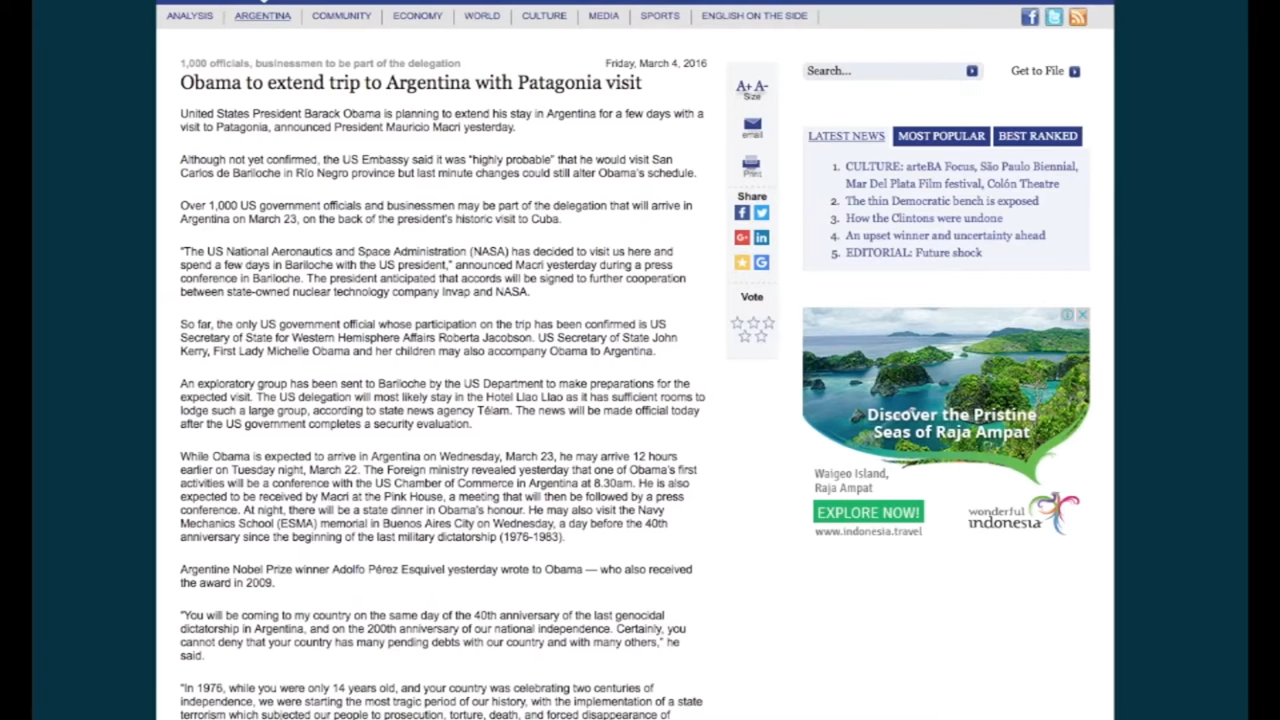 ANALYSIS
ARGENTINA
COMMUNITY
ECONOMY
WORLD
CULTURE
MEDIA
SPORTS
ENGLISH ON THE SIDE
1,000 officials, businessmen to be part of the delegation
Friday, March 4, 2016
Obama to extend trip to Argentina with Patagonia visit
United States President Barack Obama is planning to extend his stay in Argentina for a few days with a
visit to Patagonia, announced President Mauricio Macri yesterday.
Although not yet confirmed, the US Embassy said it was "highly probable" that he would visit San
Carlos de Bariloche in Río Negro province but last minute changes could still alter Obama's schedule.
Over 1,000 US government officials and businessmen may be part of the delegation that will arrive in
Argentina on March 23, on the back of the president's historic visit to Cuba.
"The US National Aeronautics and Space Administration (NASA) has decided to visit us here and
spend a few days in Bariloche with the US president," announced Macri yesterday during a press
conference in Bariloche. The president anticipated that accords will be signed to further cooperation
between state-owned nuclear technology company Invap and NASA.
So far, the only US government official whose participation on the trip has been confirmed is US
Secretary of State for Western Hemisphere Affairs Roberta Jacobson. US Secretary of State John
Kerry, First Lady Michelle Obama and her children may also accompany Obama to Argentina.
An exploratory group has been sent to Bariloche by the US Department to make preparations for the
expected visit. The US delegation will most likely stay in the Hotel Llao Llao as it has sufficient rooms to
lodge such a large group, according to state news agency Télam. The news will be made official today
after the US government completes a security evaluation.
While Obama is expected to arrive in Argentina on Wednesday, March 23, he may arrive 12 hours
earlier on Tuesday night, March 22. The Foreign ministry revealed yesterday that one of Obama's first
activities will be a conference with the US Chamber of Commerce in Argentina at 8.30am. He is also
expected to be received by Macri at the Pink House, a meeting that will then be followed by a press
conference. At night, there will be a state dinner in Obama's honour. He may also visit the Navy
Mechanics School (ESMA) memorial in Buenos Aires City on Wednesday, a day before the 40th
anniversary since the beginning of the last military dictatorship (1976-1983).
Argentine Nobel Prize winner Adolfo Pérez Esquivel yesterday wrote to Obama — who also received
the award in 2009.
"You will be coming to my country on the same day of the 40th anniversary of the last genocidal
dictatorship in Argentina, and on the 200th anniversary of our national independence. Certainly, you
cannot deny that your country has many pending debts with our country and with many others," he
said.
"In 1976, while you were only 14 years old, and your country was celebrating two centuries of
independence, we were starting the most tragic period of our history, with the implementation of a state
terrorism which subjected our people to prosecution, torture, death, and forced disappearance of
A+ A-
Size
email
Print
Share
Vote
Search...
Get to File
LATEST NEWS
MOST POPULAR
BEST RANKED
1. CULTURE: arteBA Focus, São Paulo Biennial,
Mar Del Plata Film festival, Colón Theatre
2. The thin Democratic bench is exposed
3. How the Clintons were undone
4. An upset winner and uncertainty ahead
5. EDITORIAL: Future shock
Discover the Pristine
Seas of Raja Ampat
Waigeo Island,
Raja Ampat
EXPLORE NOW!
www.indonesia.travel
wonderful
indonesia